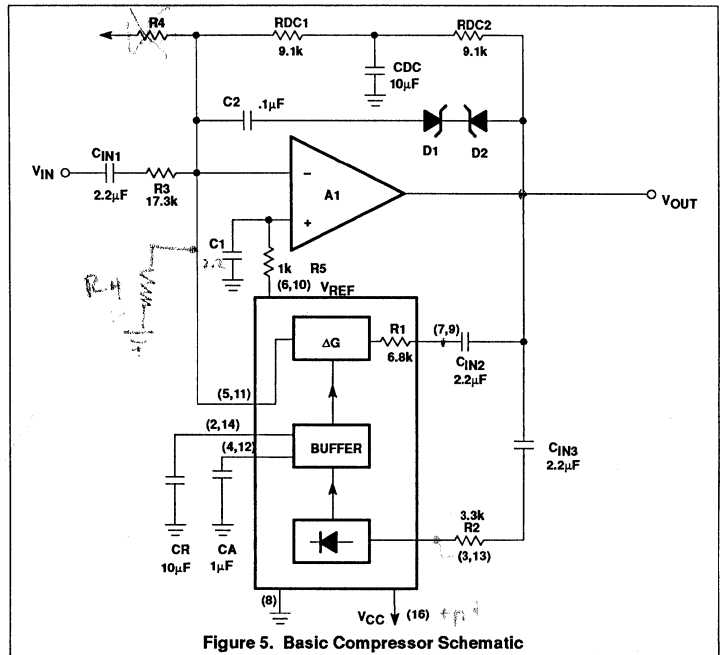 R4
RDC1
RDC2
9.1k
9.1k
CDC
10µF
C2
.1µF
D1
D2
VIN
CIN1
2.2µF
R3
17.3k
–
A1
+
VOUT
C1
2.2
1k
R5
(6,10)
VREF
R4
ΔG
R1
6.8k
(7,9)
CIN2
2.2µF
(5,11)
(2,14)
(4,12)
BUFFER
CIN3
2.2µF
3.3k
R2
(3,13)
CR
10µF
CA
1µF
(8)
VCC
(16)
Figure 5. Basic Compressor Schematic